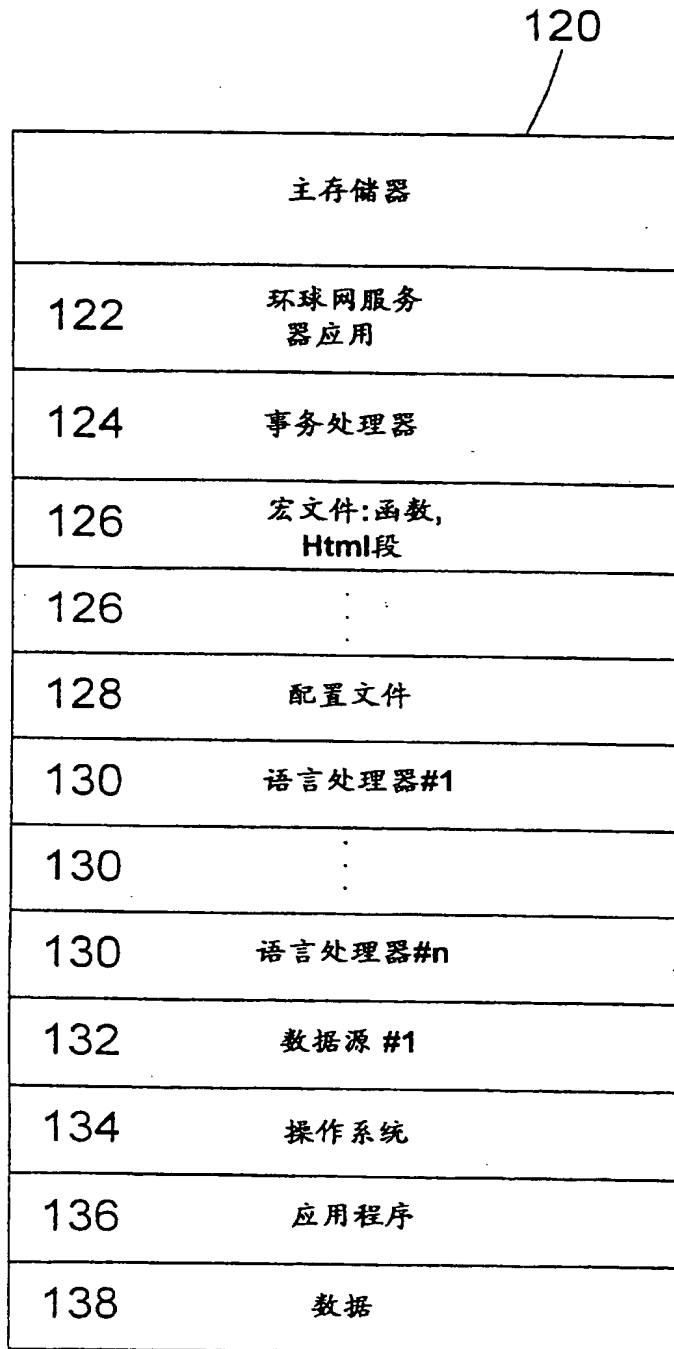 120
主存储器
122 环球网服务
器应用
124 事务处理器
126 宏文件:函数,
Html段
126
128 配置文件
130 语言处理器#1
130
130 语言处理器#n
132 数据源 #1
134 操作系统
136 应用程序
138 数据